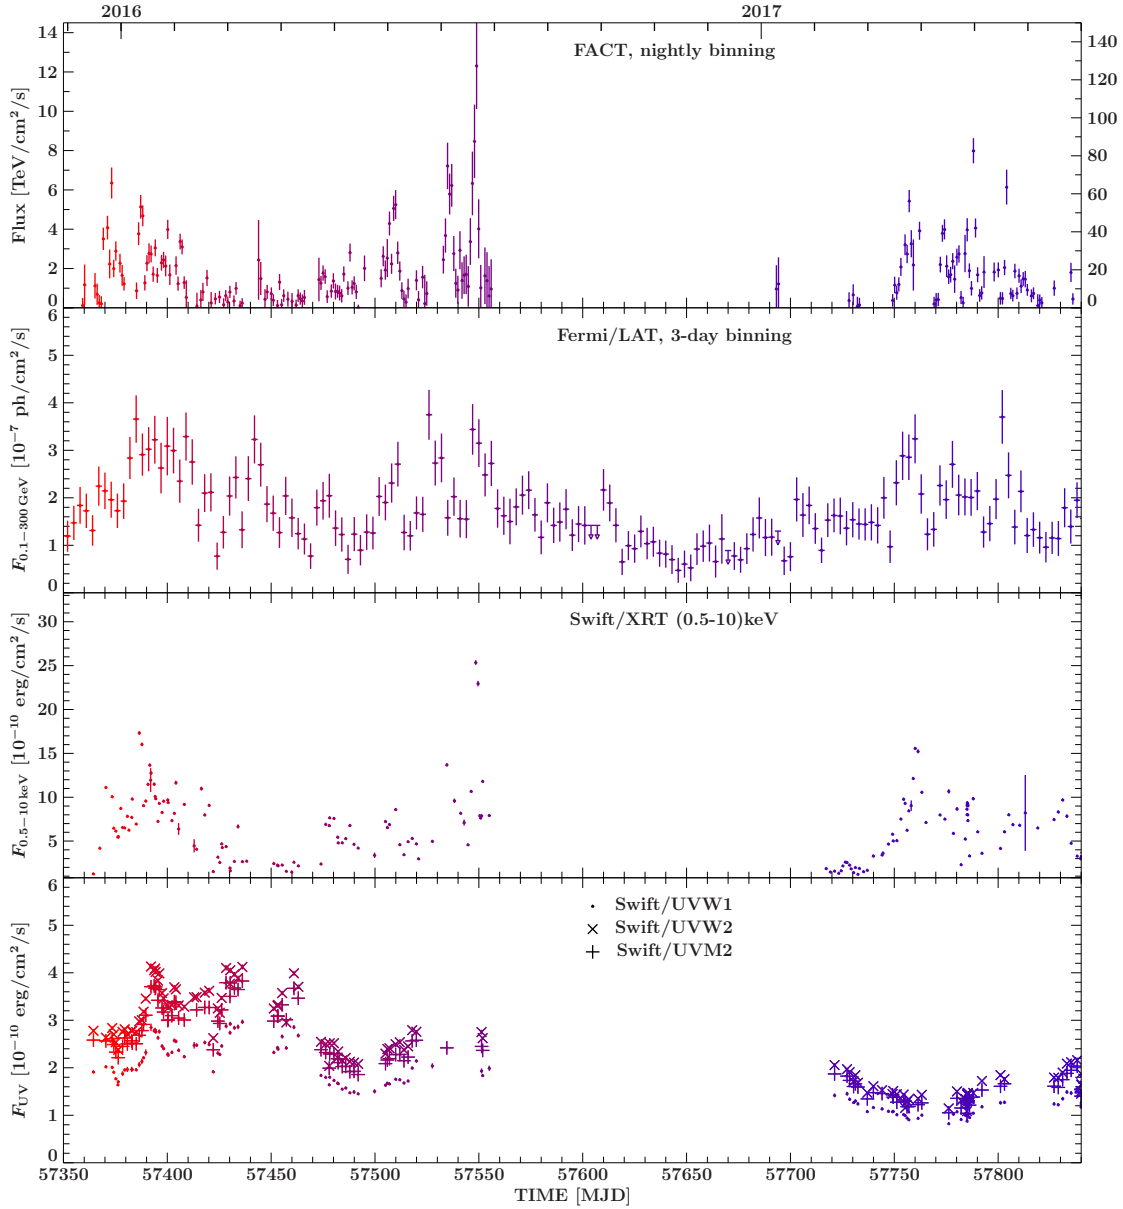 2016 2017
14 12 10 8 6 4 2 0
Flux [TeV/cm²/s]
FACT, nightly binning
140 120 100 80 60 40 20 0
6 5 4 3 2 1 0
F0.1−300 GeV [10⁻⁷ ph/cm²/s]
Fermi/LAT, 3-day binning
30 25 20 15 10 5
F0.5−10 keV [10⁻¹⁰ erg/cm²/s]
Swift/XRT (0.5-10)keV
6 5 4 3 2 1 0
FUV [10⁻¹⁰ erg/cm²/s]
Swift/UVW1
Swift/UVW2
Swift/UVM2
57350 57400 57450 57500 57550 57600 57650 57700 57750 57800
TIME [MJD]